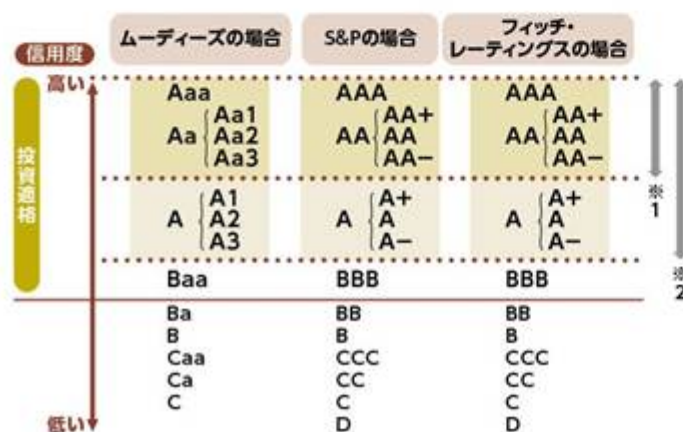 ムーディーズの場合 S&Pの場合 フィッチ・
レーティングスの場合
信用度
高い
投資適格
Aaa AAA AAA
Aa1 AA+ AA+
Aa Aa2 AA AA AA AA
Aa3 AA− AA−
※1
A1 A+ A+
A A2 A A A A
A3 A− A−
※2
Baa BBB BBB
Ba BB BB
B B B
Caa CCC CCC
Ca CC CC
C C C
低い D D